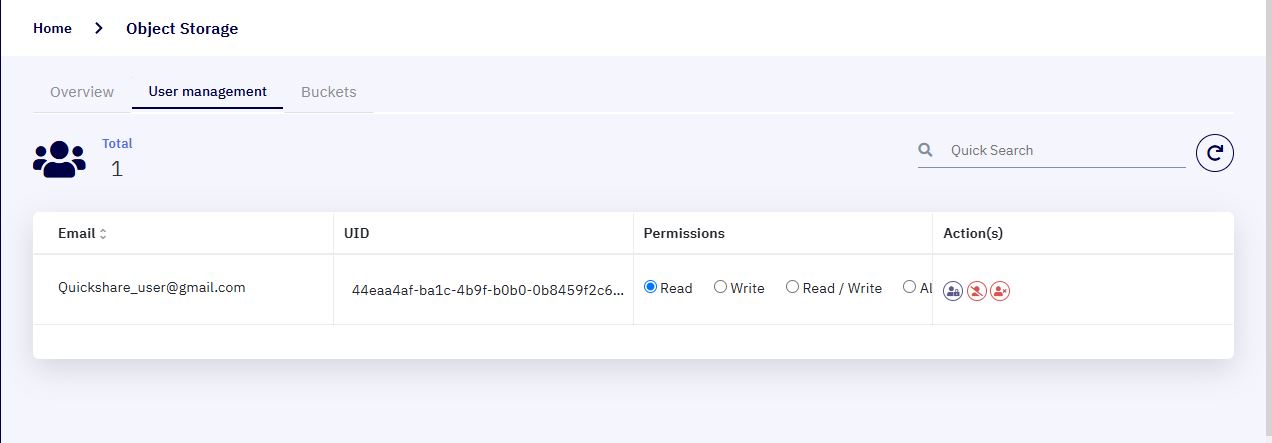 Home > Object Storage
Overview User management Buckets
Total
1
Quick Search
Email UID Permissions Action(s)
Quickshare_user@gmail.com 44eaa4af-ba1c-4b9f-b0b0-0b8459f2c6... Read Write Read / Write